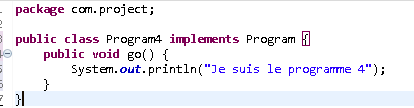 package com.project;
public class Program4 implements Program {
public void go() {
System.out.println("Je suis le programme 4");
}
}